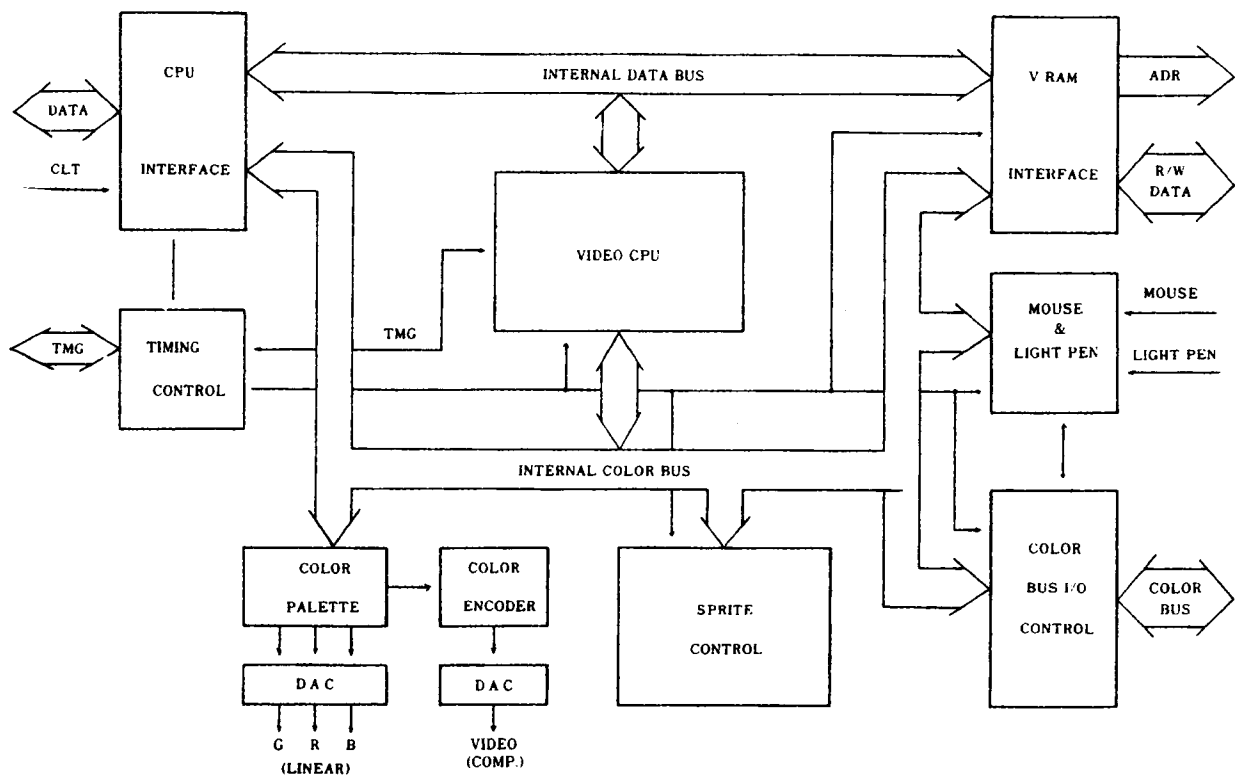 CPU
INTERFACE
DATA
CLT
INTERNAL DATA BUS
V RAM
INTERFACE
ADR
R/W
DATA
VIDEO CPU
TMG
TIMING
CONTROL
TMG
MOUSE
&
LIGHT PEN
MOUSE
LIGHT PEN
INTERNAL COLOR BUS
COLOR
PALETTE
COLOR
ENCODER
SPRITE
CONTROL
COLOR
BUS I/O
CONTROL
COLOR
BUS
DAC
DAC
G R B
(LINEAR)
VIDEO
(COMP.)